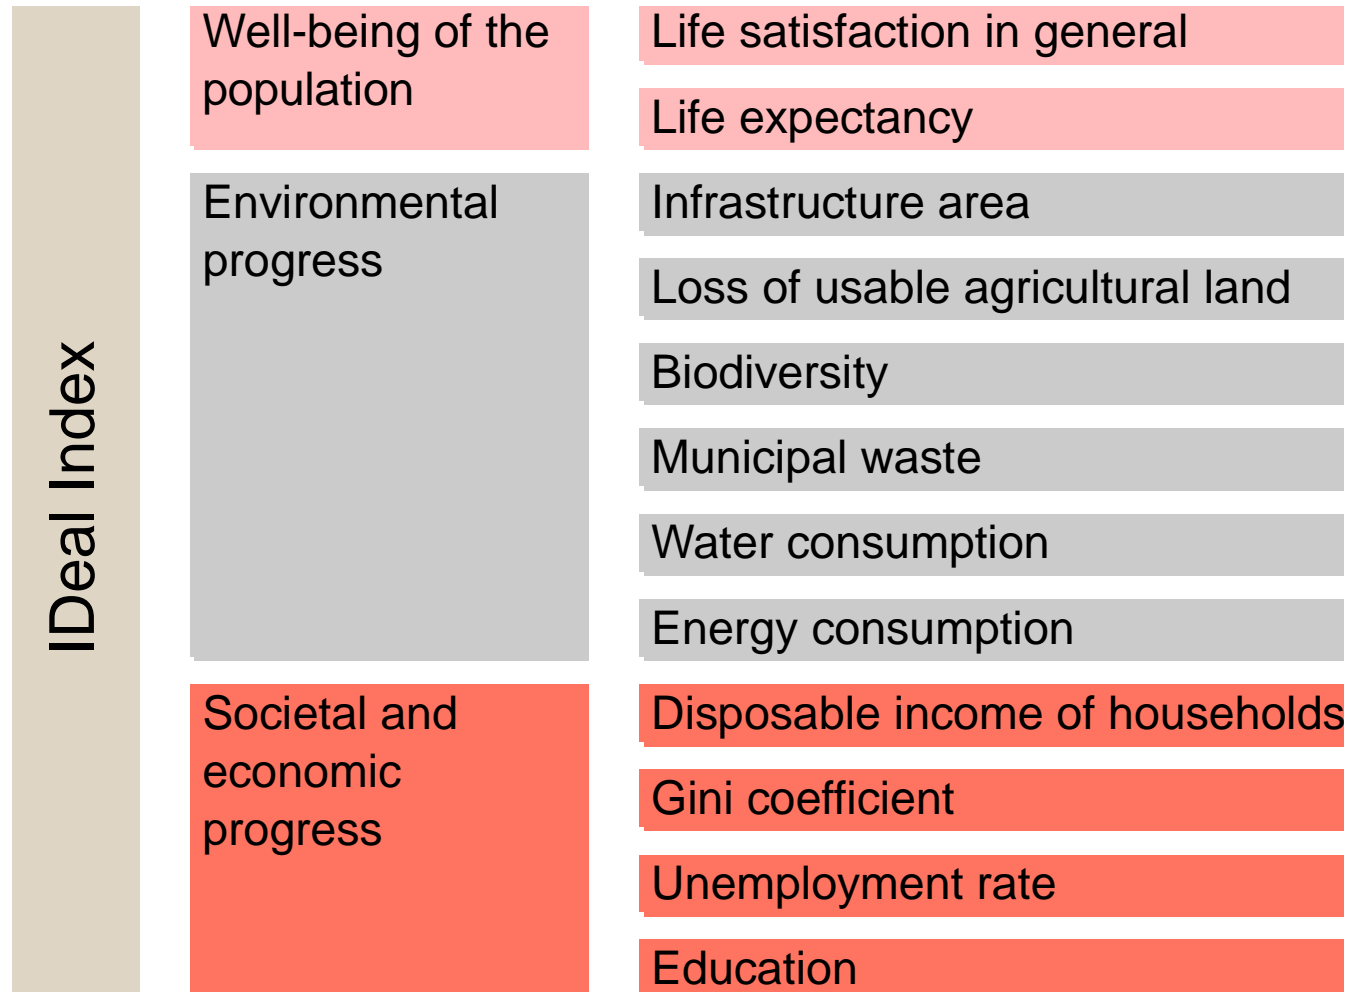 IDeal Index
Well-being of the
population
Life satisfaction in general
Life expectancy
Environmental
progress
Infrastructure area
Loss of usable agricultural land
Biodiversity
Municipal waste
Water consumption
Energy consumption
Societal and
economic
progress
Disposable income of households
Gini coefficient
Unemployment rate
Education